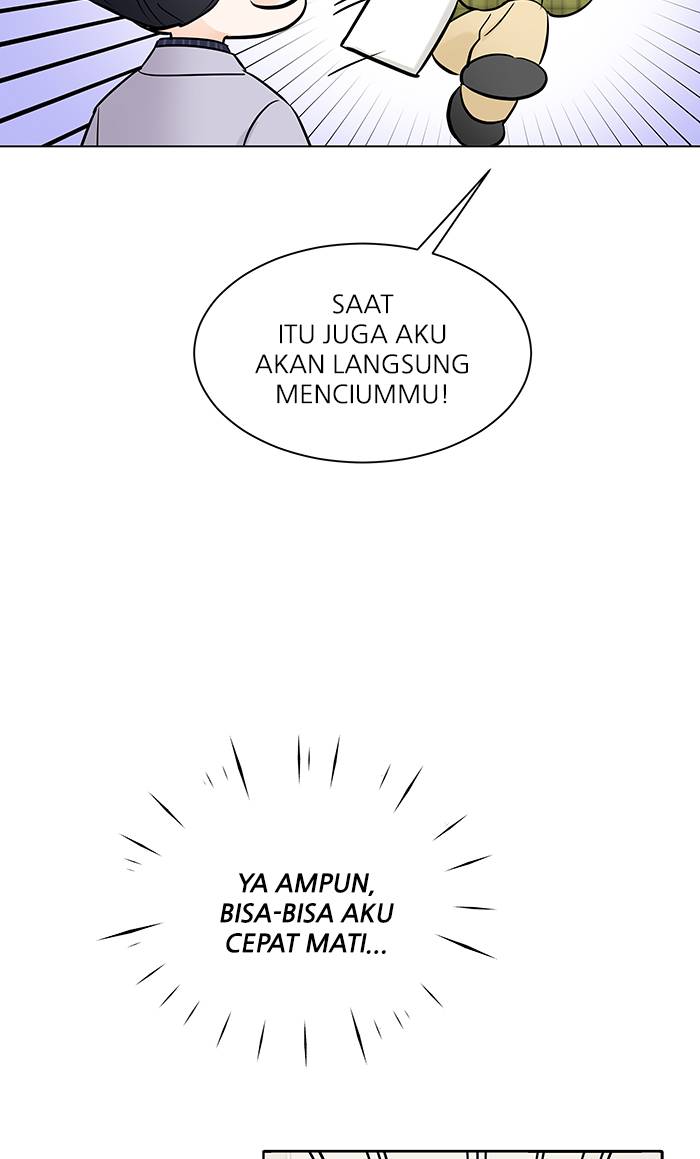 SAAT
ITU JUGA AKU
AKAN LANGSUNG
MENCIUMMU!
YA AMPUN,
BISA-BISA AKU
CEPAT MATI...